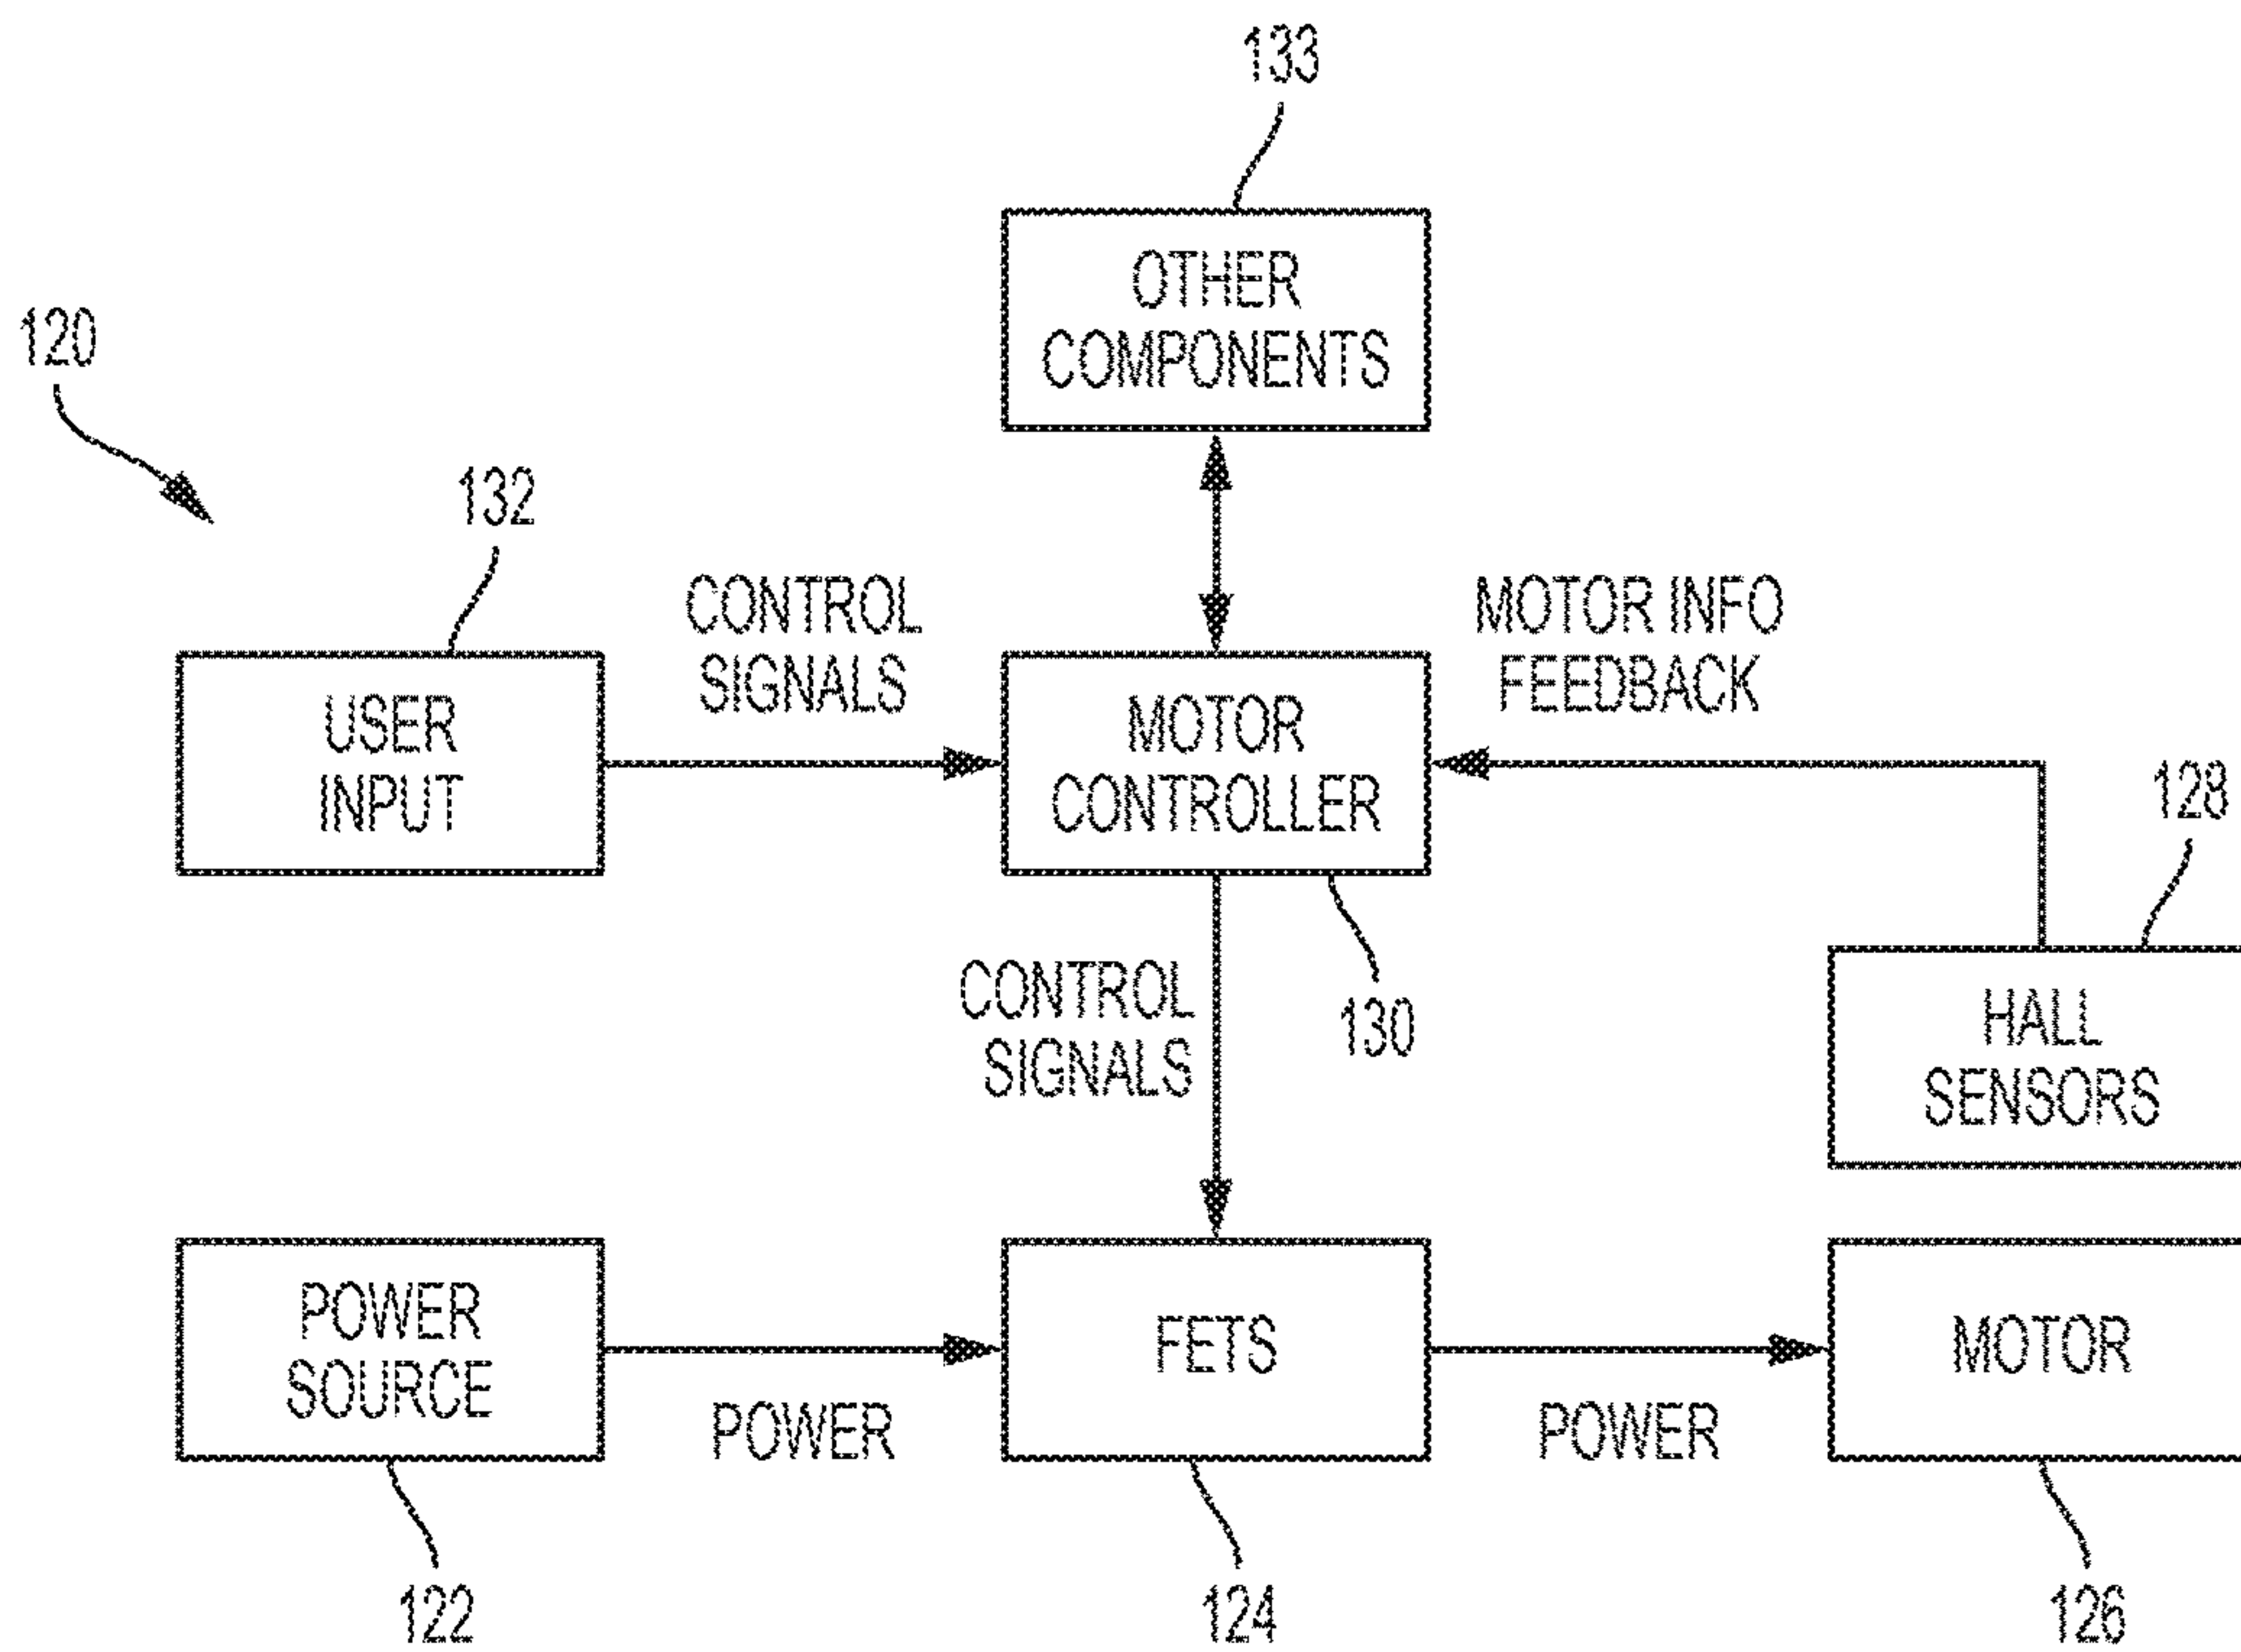 133
OTHER
COMPONENTS
120
132
CONTROL
SIGNALS
MOTOR INFO
FEEDBACK
USER
INPUT
MOTOR
CONTROLLER
128
CONTROL
SIGNALS
130
HALL
SENSORS
POWER
SOURCE
FETS
MOTOR
POWER
POWER
122
124
126